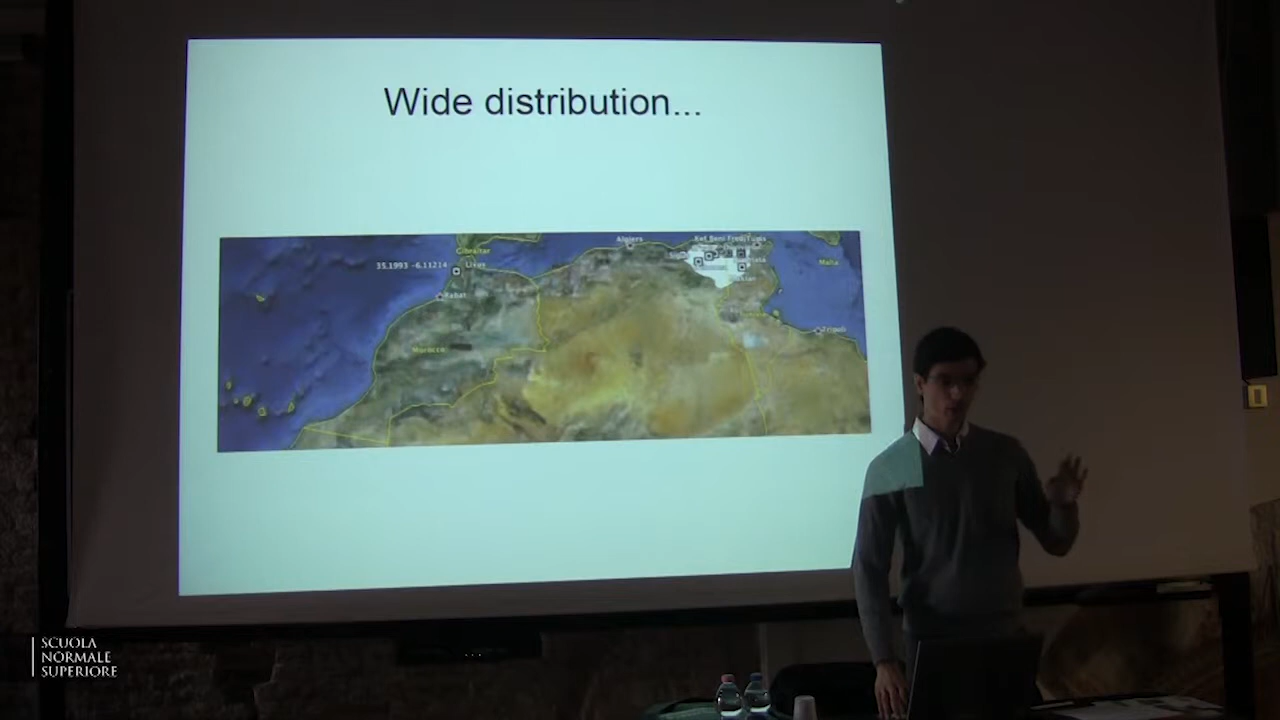 Wide distribution...
Algiers
Kef Beni Fredj Tunis
Gibraltar
35.1993 -6.11214
Lixus
Malta
Rabat
Tripoli
Morocco
SCUOLA
NORMALE
SUPERIORE